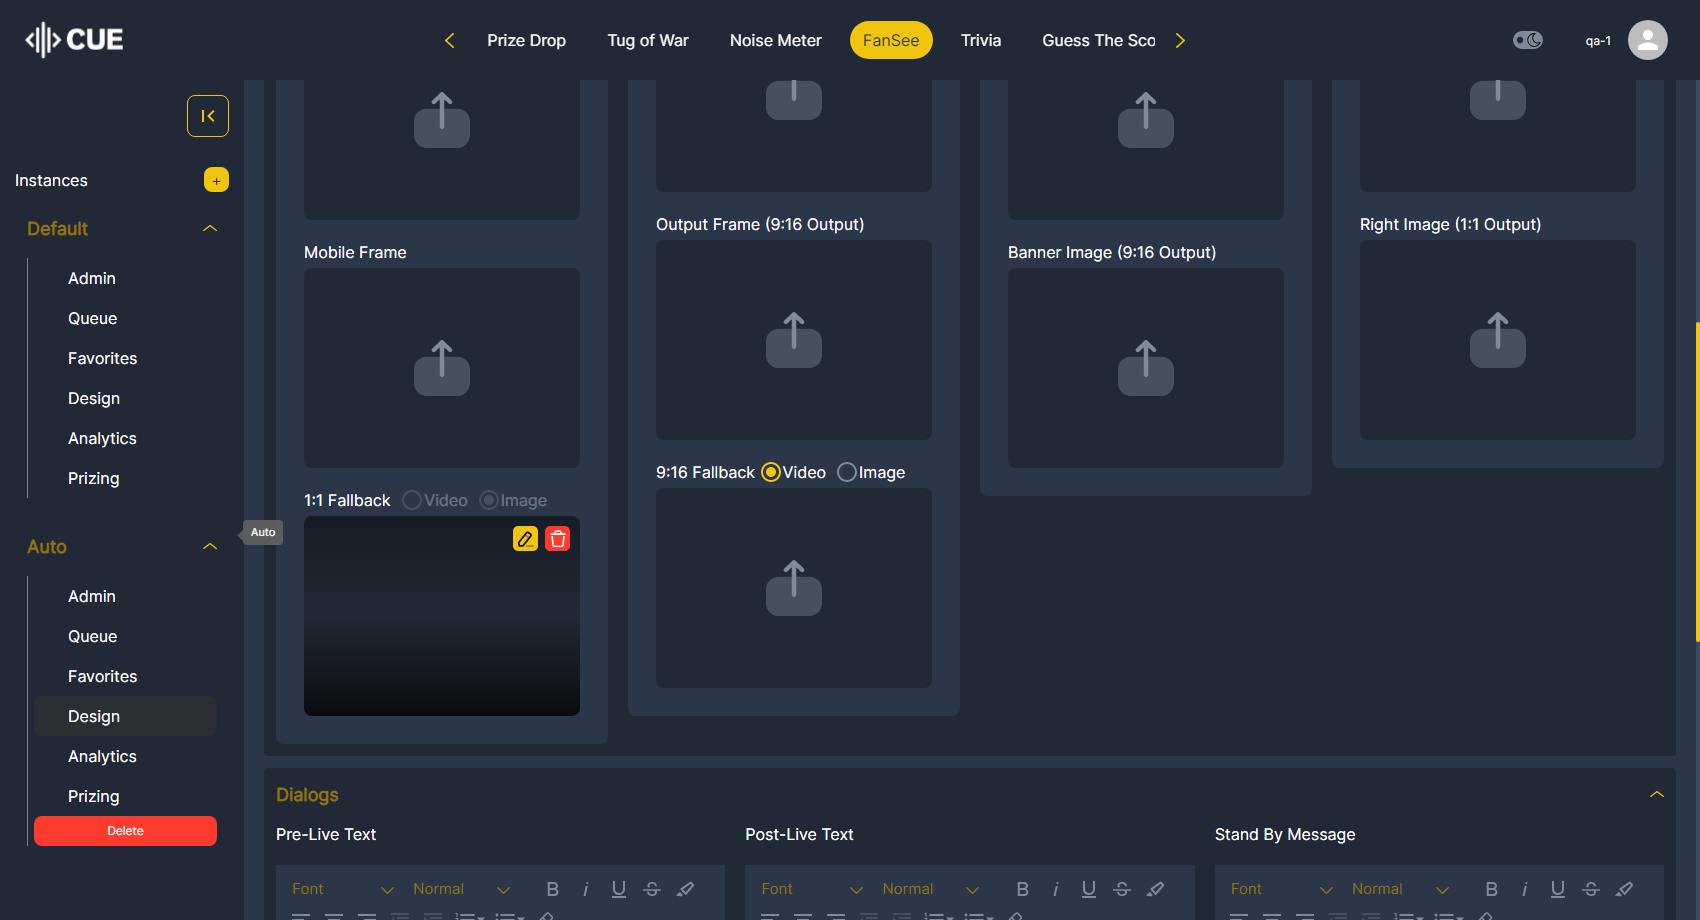 CUE
Prize Drop
Tug of War
Noise Meter
FanSee
Trivia
Guess The Sco
qa-1
Instances
+
Default
Admin
Queue
Favorites
Design
Analytics
Prizing
Auto
Auto
Admin
Queue
Favorites
Design
Analytics
Prizing
Delete
Mobile Frame
1:1 Fallback Video Image
Output Frame (9:16 Output)
9:16 Fallback Video Image
Banner Image (9:16 Output)
Right Image (1:1 Output)
Dialogs
Pre-Live Text
Font Normal B i U S
Post-Live Text
Font Normal B i U S
Stand By Message
Font Normal B i U S